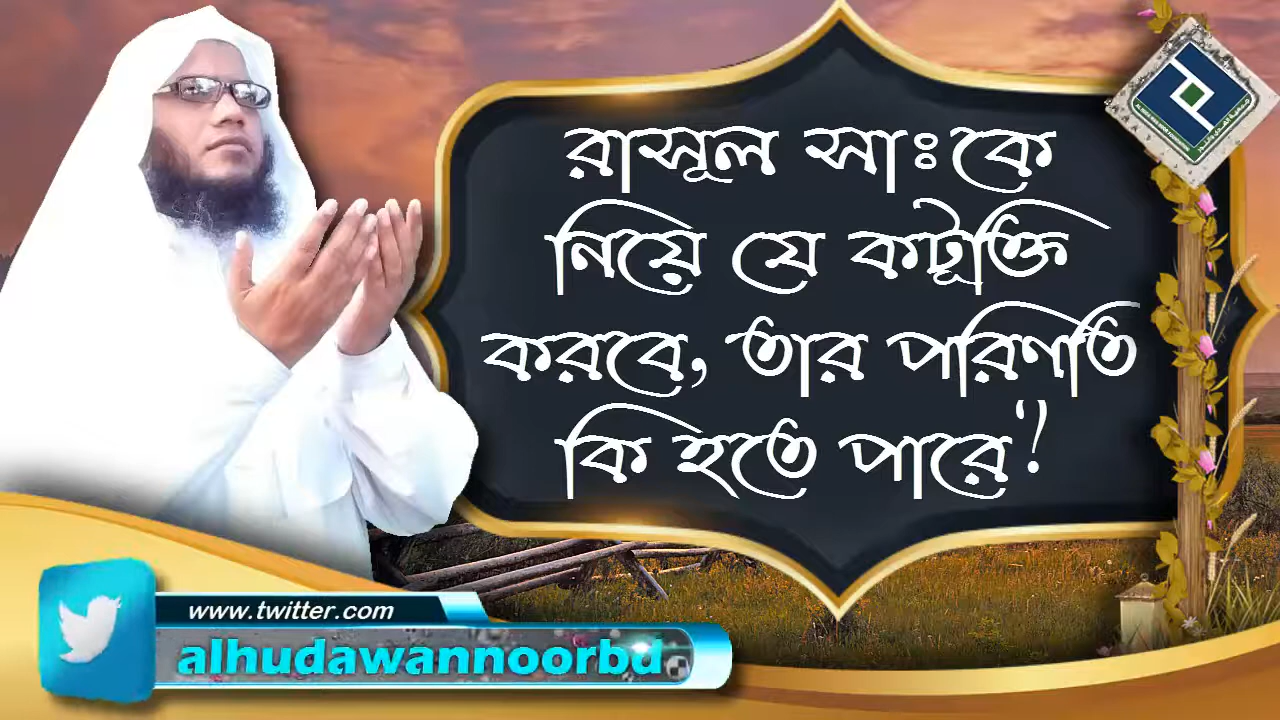 রাসূল সাঃকে
নিয়ে যে কটূক্তি
করবে, তার পরিণতি
কি হতে পারে?
www.twitter.com
alhudawannoorbd